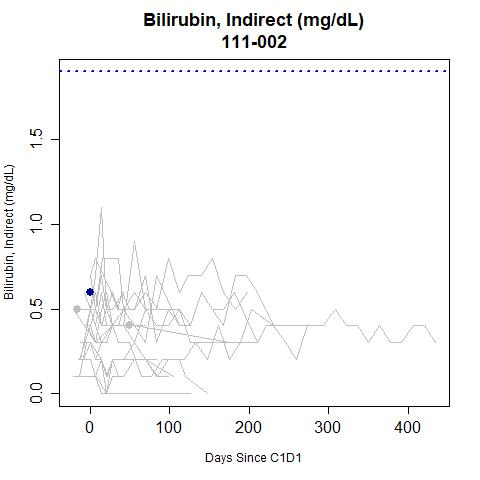 Bilirubin, Indirect (mg/dL)
111-002
Bilirubin, Indirect (mg/dL)
1.5
1.0
0.5
0.0
0 100 200 300 400
Days Since C1D1